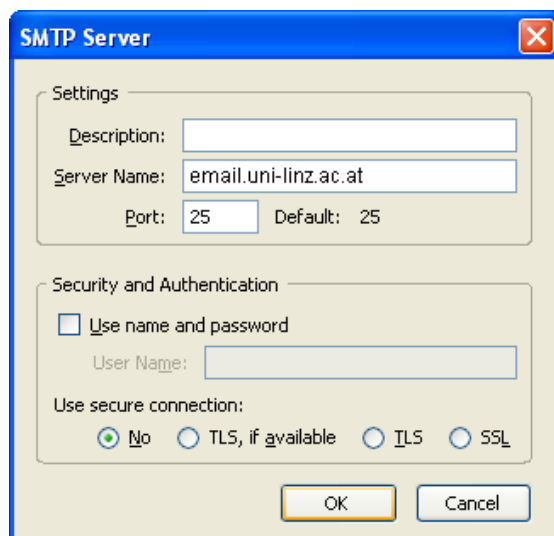 SMTP Server
Settings
Description:
Server Name: email.uni-linz.ac.at
Port: 25 Default: 25
Security and Authentication
Use name and password
User Name:
Use secure connection:
No TLS, if available TLS SSL
OK Cancel